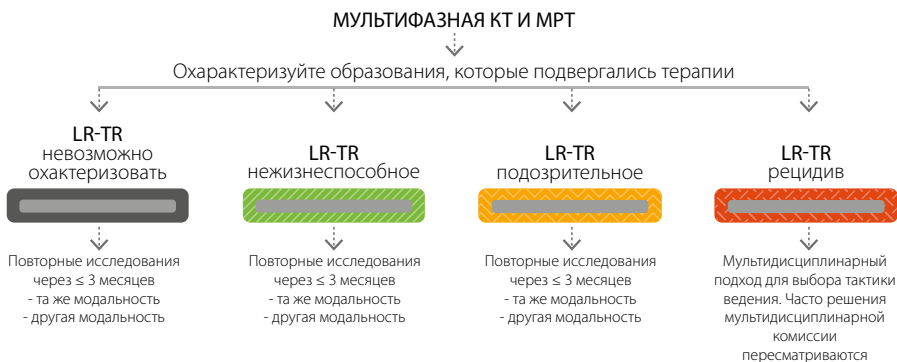 МУЛЬТИФАЗНАЯ КТ И МРТ
Охарактеризуйте образования, которые подвергались терапии
LR-TR
невозможно
охактеризовать
LR-TR
нежизнеспособное
LR-TR
подозрительное
LR-TR
рецидив
Повторные исследования
через ≤ 3 месяцев
- та же модальность
- другая модальность
Повторные исследования
через ≤ 3 месяцев
- та же модальность
- другая модальность
Повторные исследования
через ≤ 3 месяцев
- та же модальность
- другая модальность
Мультидисциплинарный
подход для выбора тактики
ведения. Часто решения
мультидисциплинарной
комиссии
пересматриваются